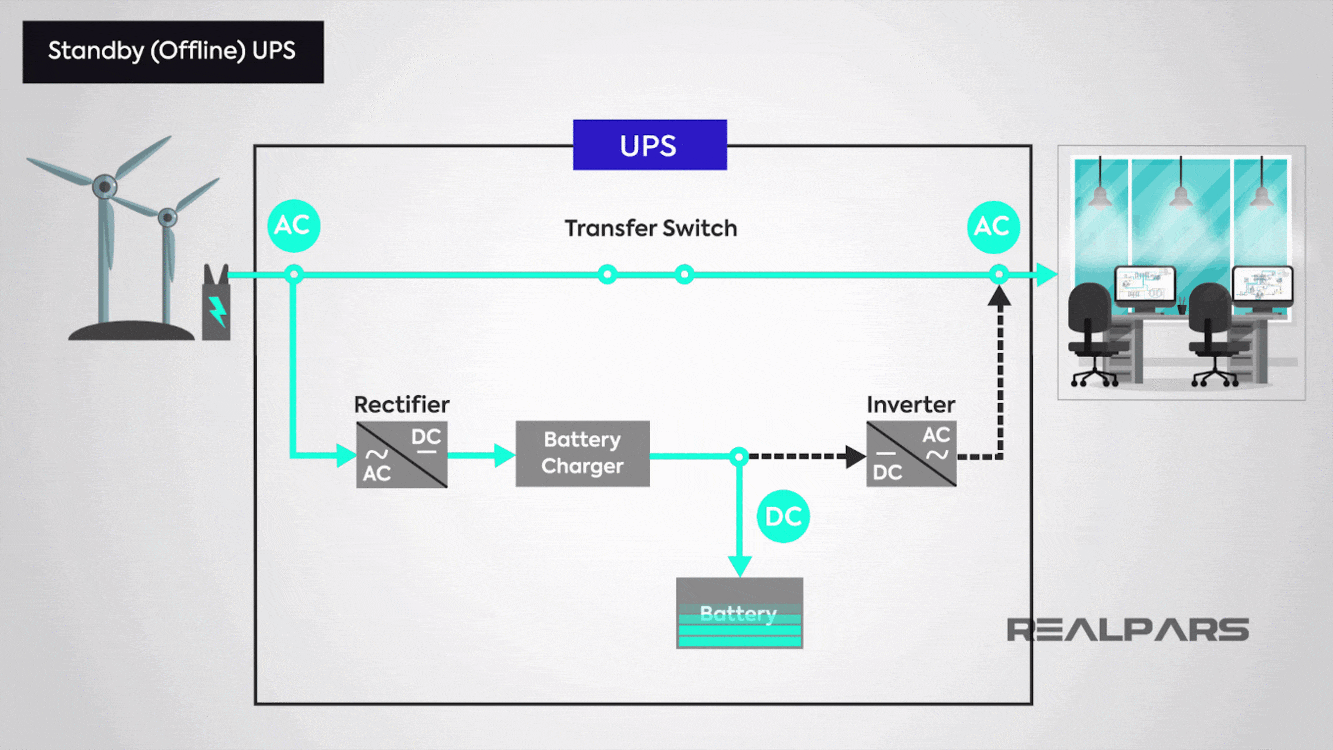 Standby (Offline) UPS
UPS
AC
Transfer Switch
AC
Rectifier
DC
AC
Battery
Charger
Inverter
AC
DC
DC
Battery
REALPARS